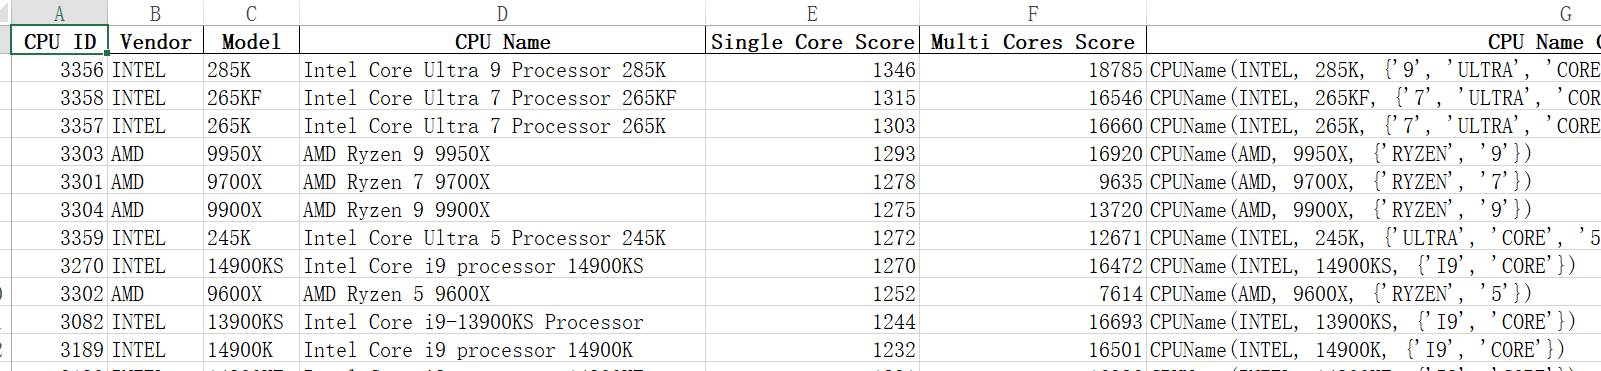 A B C D E F G
CPU ID Vendor Model CPU Name Single Core Score Multi Cores Score CPU Name
3356 INTEL 285K Intel Core Ultra 9 Processor 285K 1346 18785 CPUName(INTEL, 285K, {'9', 'ULTRA', 'CORE
3358 INTEL 265KF Intel Core Ultra 7 Processor 265KF 1315 16546 CPUName(INTEL, 265KF, {'7', 'ULTRA', 'COR
3357 INTEL 265K Intel Core Ultra 7 Processor 265K 1303 16660 CPUName(INTEL, 265K, {'7', 'ULTRA', 'CORE
3303 AMD 9950X AMD Ryzen 9 9950X 1293 16920 CPUName(AMD, 9950X, {'RYZEN', '9'})
3301 AMD 9700X AMD Ryzen 7 9700X 1278 9635 CPUName(AMD, 9700X, {'RYZEN', '7'})
3304 AMD 9900X AMD Ryzen 9 9900X 1275 13720 CPUName(AMD, 9900X, {'RYZEN', '9'})
3359 INTEL 245K Intel Core Ultra 5 Processor 245K 1272 12671 CPUName(INTEL, 245K, {'ULTRA', 'CORE', '5
3270 INTEL 14900KS Intel Core i9 processor 14900KS 1270 16472 CPUName(INTEL, 14900KS, {'I9', 'CORE'})
3302 AMD 9600X AMD Ryzen 5 9600X 1252 7614 CPUName(AMD, 9600X, {'RYZEN', '5'})
3082 INTEL 13900KS Intel Core i9-13900KS Processor 1244 16693 CPUName(INTEL, 13900KS, {'I9', 'CORE'})
3189 INTEL 14900K Intel Core i9 processor 14900K 1232 16501 CPUName(INTEL, 14900K, {'I9', 'CORE'})